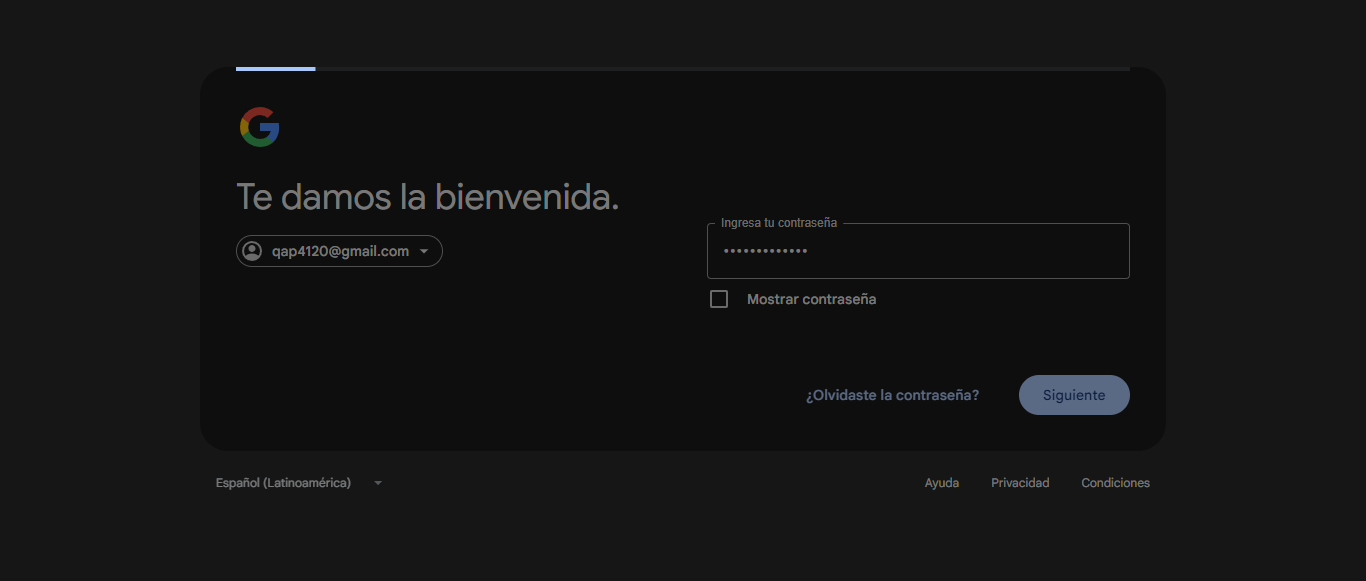 Te damos la bienvenida.
qap4120@gmail.com
Ingresa tu contraseña
•••••••••••••
Mostrar contraseña
¿Olvidaste la contraseña?
Siguiente
Español (Latinoamérica)
Ayuda
Privacidad
Condiciones